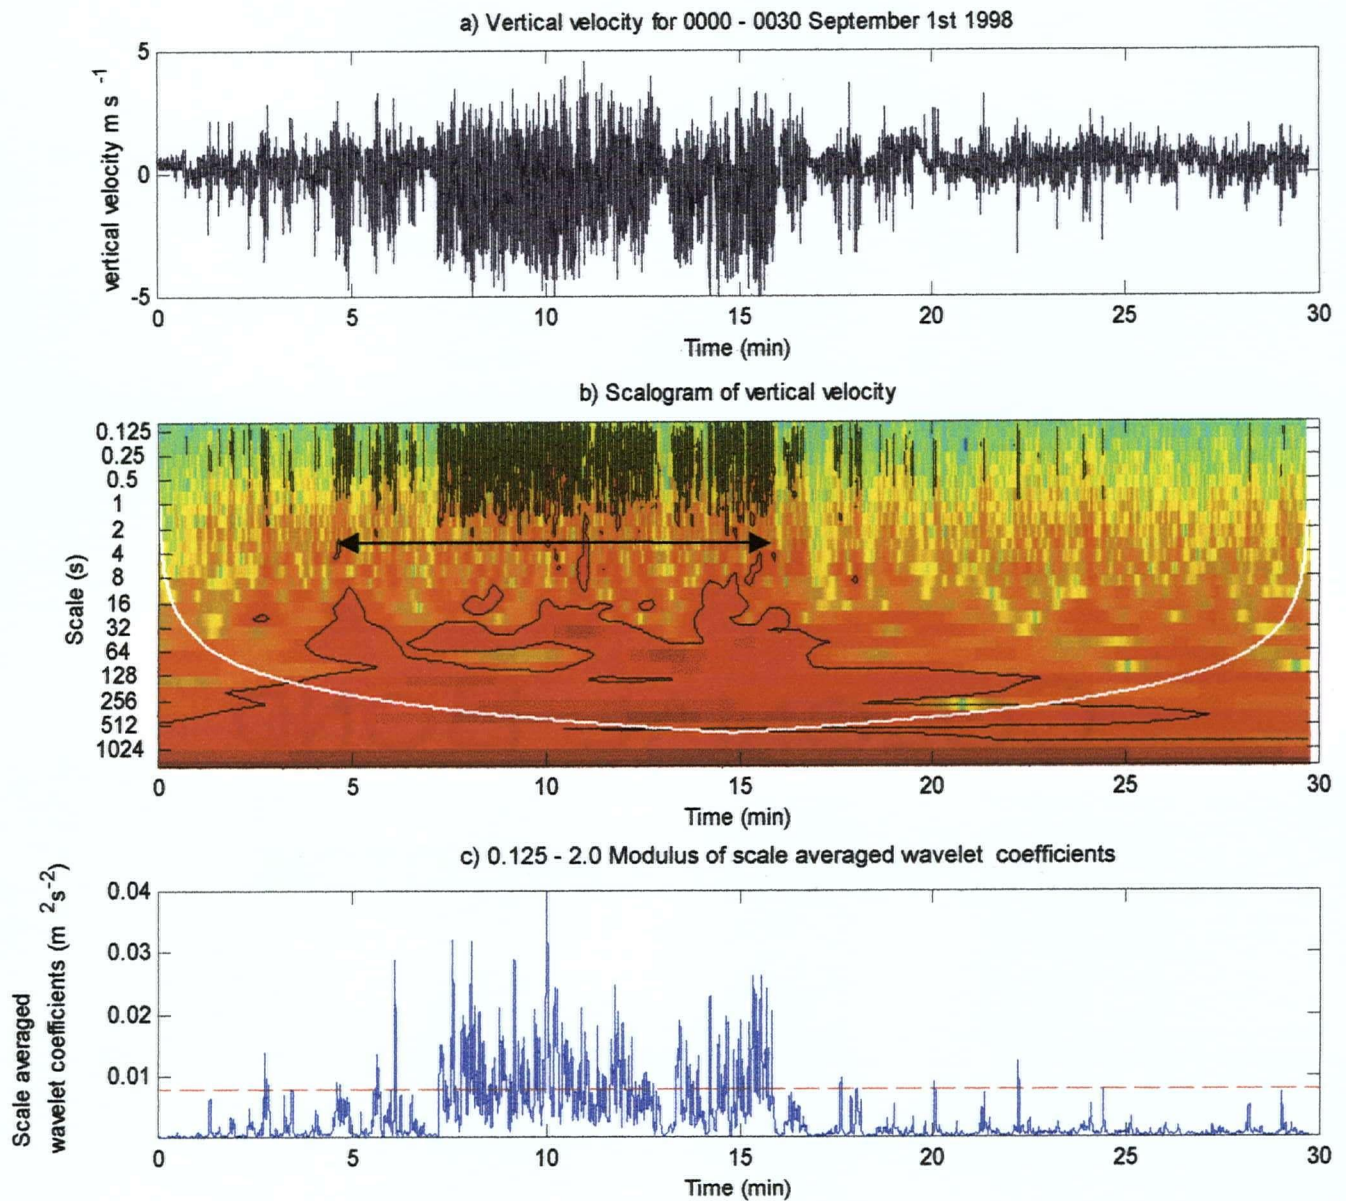 a) Vertical velocity for 0000 - 0030 September 1st 1998
vertical velocity m s -1
5
0
-5
0 5 10 15 20 25 30
Time (min)
b) Scalogram of vertical velocity
Scale (s)
0.125
0.25
0.5
1
2
4
8
16
32
64
128
256
512
1024
0 5 10 15 20 25 30
Time (min)
c) 0.125 - 2.0 Modulus of scale averaged wavelet coefficients
Scale averaged
wavelet coefficients (m 2s-2)
0.04
0.03
0.02
0.01
0 5 10 15 20 25 30
Time (min)